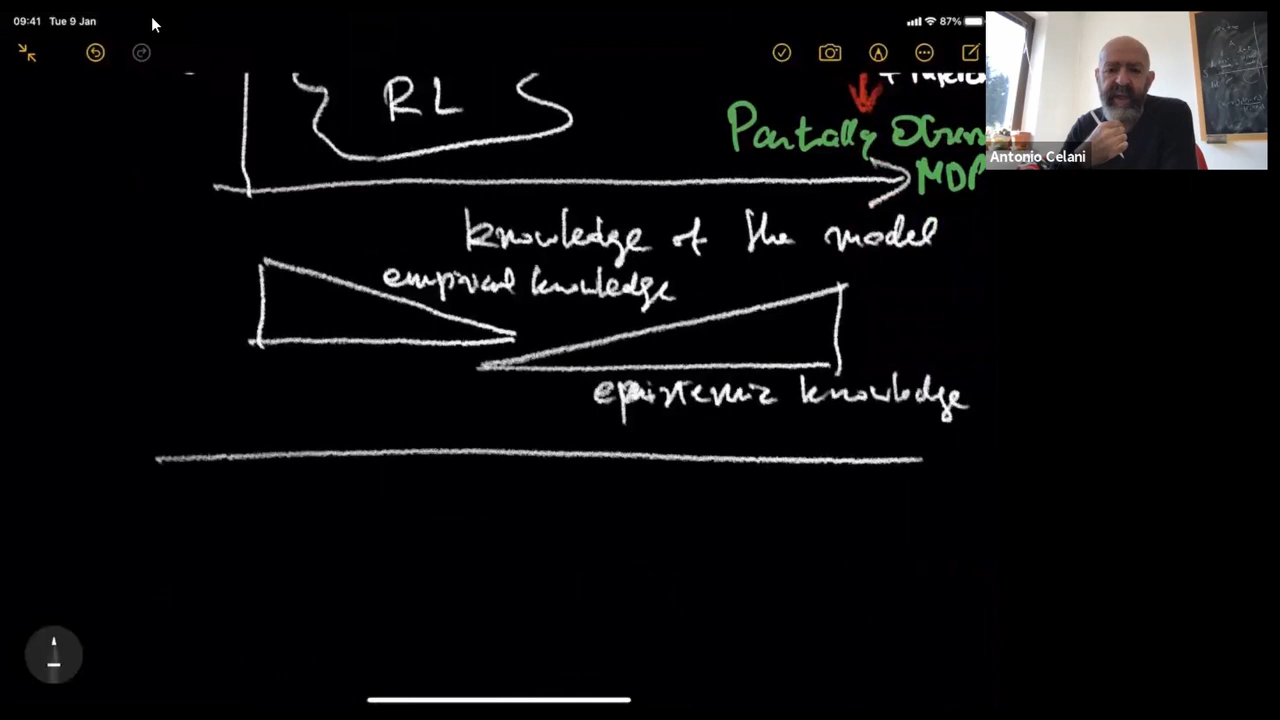 09:41 Tue 9 Jan
87%
RL
Partially
MDP
Antonio Celani
knowledge of the model
empirical knowledge
epistemic knowledge